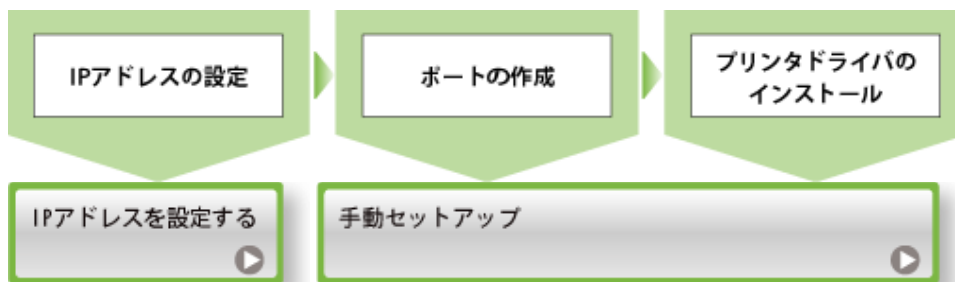 IPアドレスの設定
ポートの作成
プリンタドライバの
インストール
IPアドレスを設定する
手動セットアップ